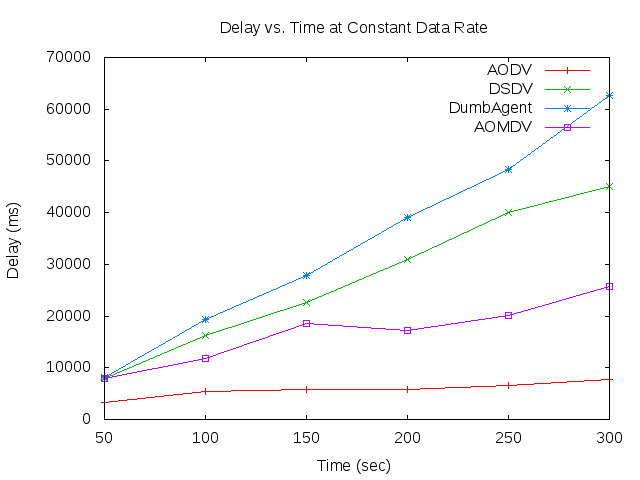 Delay vs. Time at Constant Data Rate
70000
60000
50000
40000
30000
20000
10000
0
Delay (ms)
AODV
DSDV
DumbAgent
AOMDV
50 100 150 200 250 300
Time (sec)